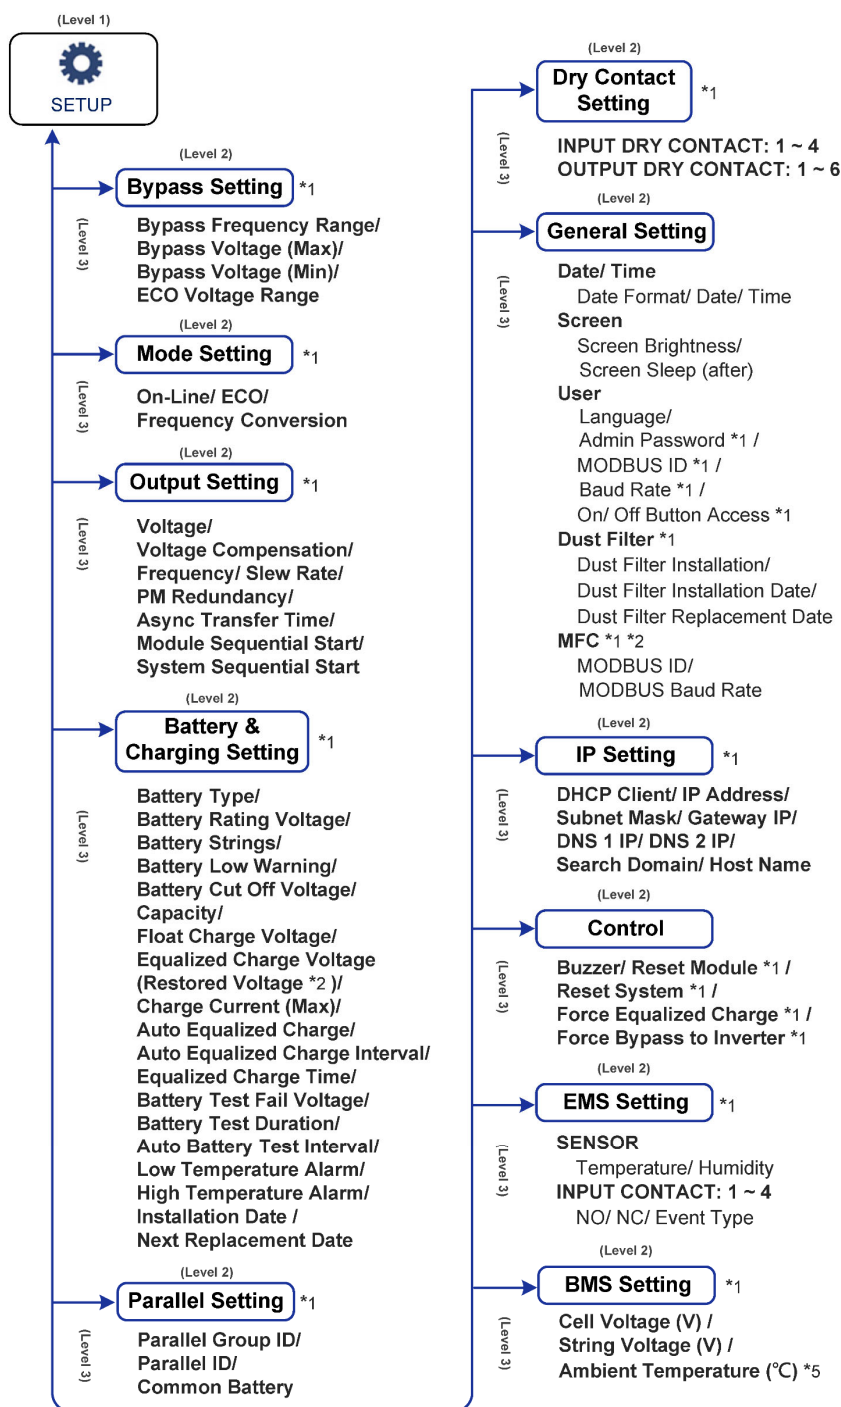 (Level 1)
SETUP
(Level 2)
Bypass Setting *1
(Level 3)
Bypass Frequency Range/
Bypass Voltage (Max)/
Bypass Voltage (Min)/
ECO Voltage Range
(Level 2)
Mode Setting *1
(Level 3)
On-Line/ ECO/
Frequency Conversion
(Level 2)
Output Setting *1
(Level 3)
Voltage/
Voltage Compensation/
Frequency/ Slew Rate/
PM Redundancy/
Async Transfer Time/
Module Sequential Start/
System Sequential Start
(Level 2)
Battery &
Charging Setting *1
(Level 3)
Battery Type/
Battery Rating Voltage/
Battery Strings/
Battery Low Warning/
Battery Cut Off Voltage/
Capacity/
Float Charge Voltage/
Equalized Charge Voltage
(Restored Voltage *2 )/
Charge Current (Max)/
Auto Equalized Charge/
Auto Equalized Charge Interval/
Equalized Charge Time/
Battery Test Fail Voltage/
Battery Test Duration/
Auto Battery Test Interval/
Low Temperature Alarm/
High Temperature Alarm/
Installation Date /
Next Replacement Date
(Level 2)
Parallel Setting *1
(Level 3)
Parallel Group ID/
Parallel ID/
Common Battery
(Level 2)
Dry Contact
Setting *1
(Level 3)
INPUT DRY CONTACT: 1 ~ 4
OUTPUT DRY CONTACT: 1 ~ 6
(Level 2)
General Setting
(Level 3)
Date/ Time
Date Format/ Date/ Time
Screen
Screen Brightness/
Screen Sleep (after)
User
Language/
Admin Password *1 /
MODBUS ID *1 /
Baud Rate *1 /
On/ Off Button Access *1
Dust Filter *1
Dust Filter Installation/
Dust Filter Installation Date/
Dust Filter Replacement Date
MFC *1 *2
MODBUS ID/
MODBUS Baud Rate
(Level 2)
IP Setting *1
(Level 3)
DHCP Client/ IP Address/
Subnet Mask/ Gateway IP/
DNS 1 IP/ DNS 2 IP/
Search Domain/ Host Name
(Level 2)
Control
(Level 3)
Buzzer/ Reset Module *1 /
Reset System *1 /
Force Equalized Charge *1 /
Force Bypass to Inverter *1
(Level 2)
EMS Setting *1
(Level 3)
SENSOR
Temperature/ Humidity
INPUT CONTACT: 1 ~ 4
NO/ NC/ Event Type
(Level 2)
BMS Setting *1
(Level 3)
Cell Voltage (V) /
String Voltage (V) /
Ambient Temperature (℃) *5